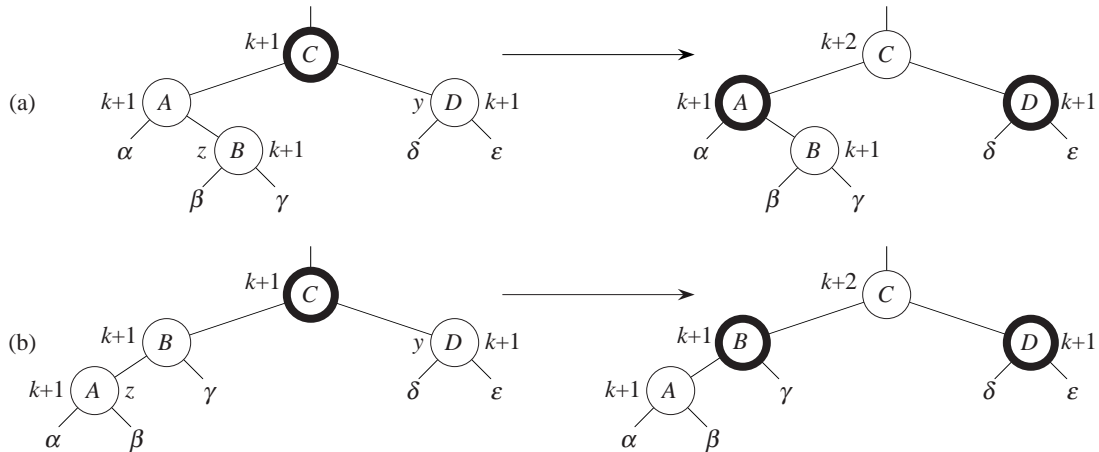 k+1 C k+2 C
(a) k+1 A y D k+1 k+1 A D k+1
α z B k+1 δ ε α B k+1 δ ε
β γ β γ
k+1 C k+2 C
(b) k+1 B y D k+1 k+1 B D k+1
k+1 A z γ δ ε k+1 A γ δ ε
α β α β